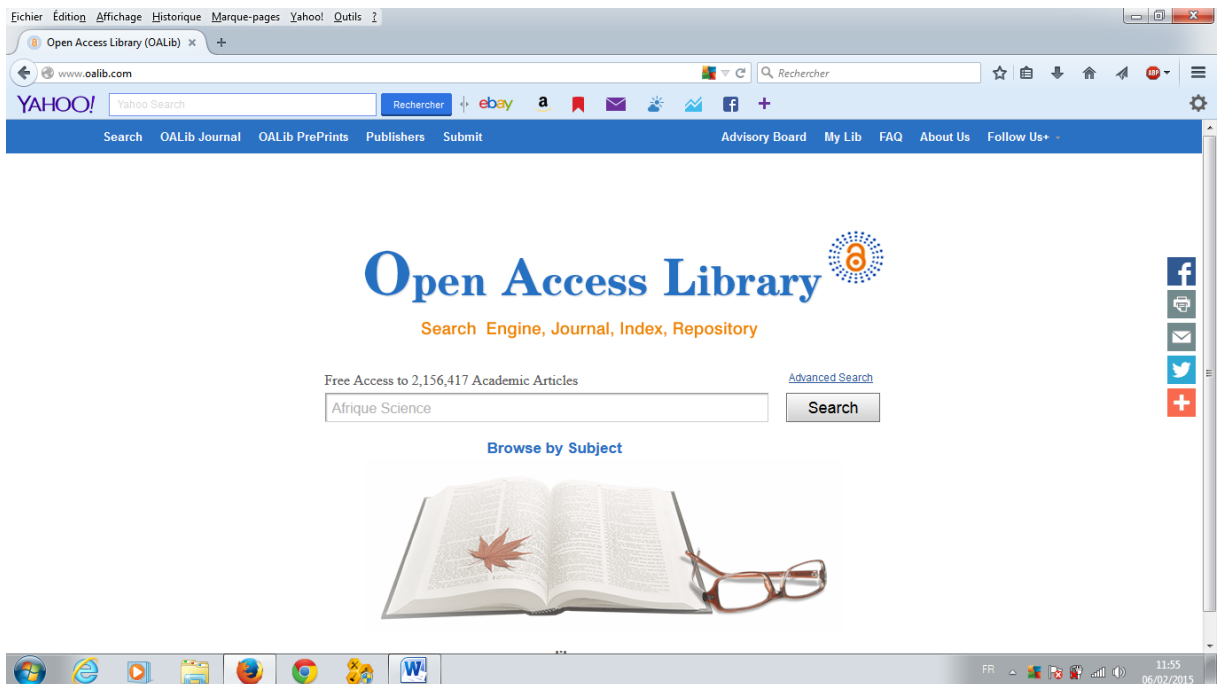 Fichier Édition Affichage Historique Marque-pages Yahoo! Outils ?
Open Access Library (OALib)
www.oalib.com
Rechercher
YAHOO!
Yahoo Search
Rechercher
ebay
a
Search OALib Journal OALib PrePrints Publishers Submit
Advisory Board My Lib FAQ About Us Follow Us+
Open Access Library
Search Engine, Journal, Index, Repository
Free Access to 2,156,417 Academic Articles
Advanced Search
Afrique Science
Search
Browse by Subject
FR
11:55
06/02/2015